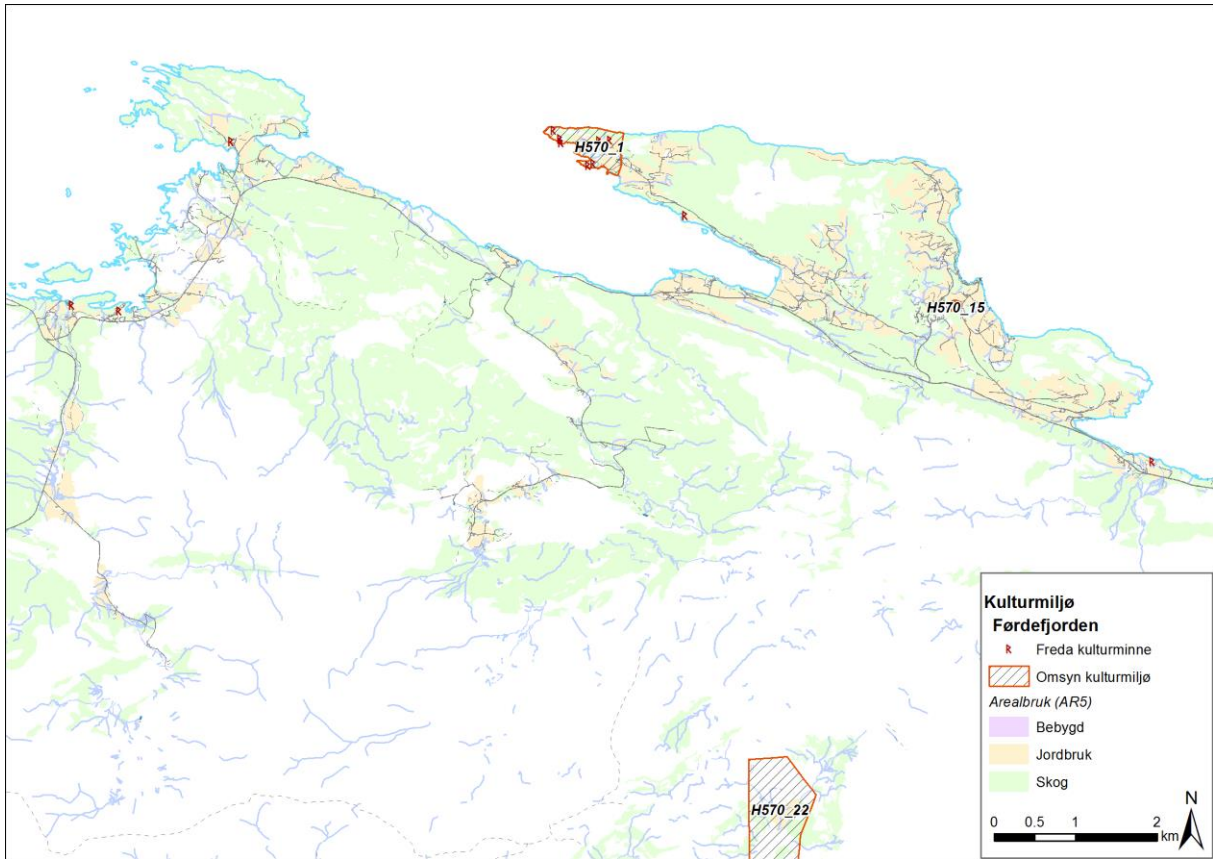 H570_1
H570_15
H570_22
Kulturmiljø
Førdefjorden
R Freda kulturminne
Omsyn kulturmiljø
Arealbruk (AR5)
Bebygd
Jordbruk
Skog
N
0 0.5 1 2
km